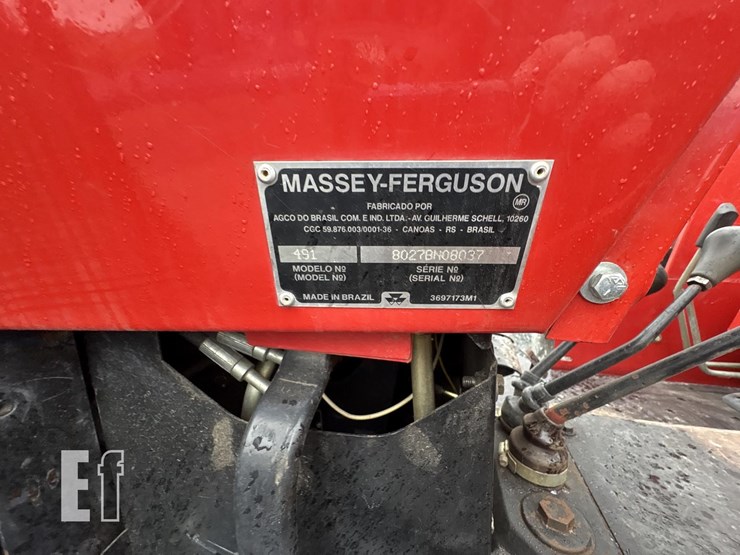 MASSEY-FERGUSON
MR
FABRICADO POR
AGCO DO BRASIL COM. E IND. LTDA. - AV. GUILHERME SCHELL, 10260
CGC 59.876.003/0001-36 - CANOAS - RS - BRASIL
491 8027BN08037
MODELO Nº SÉRIE Nº
(MODEL Nº) (SERIAL Nº)
MADE IN BRAZIL 3697173M1
Ef